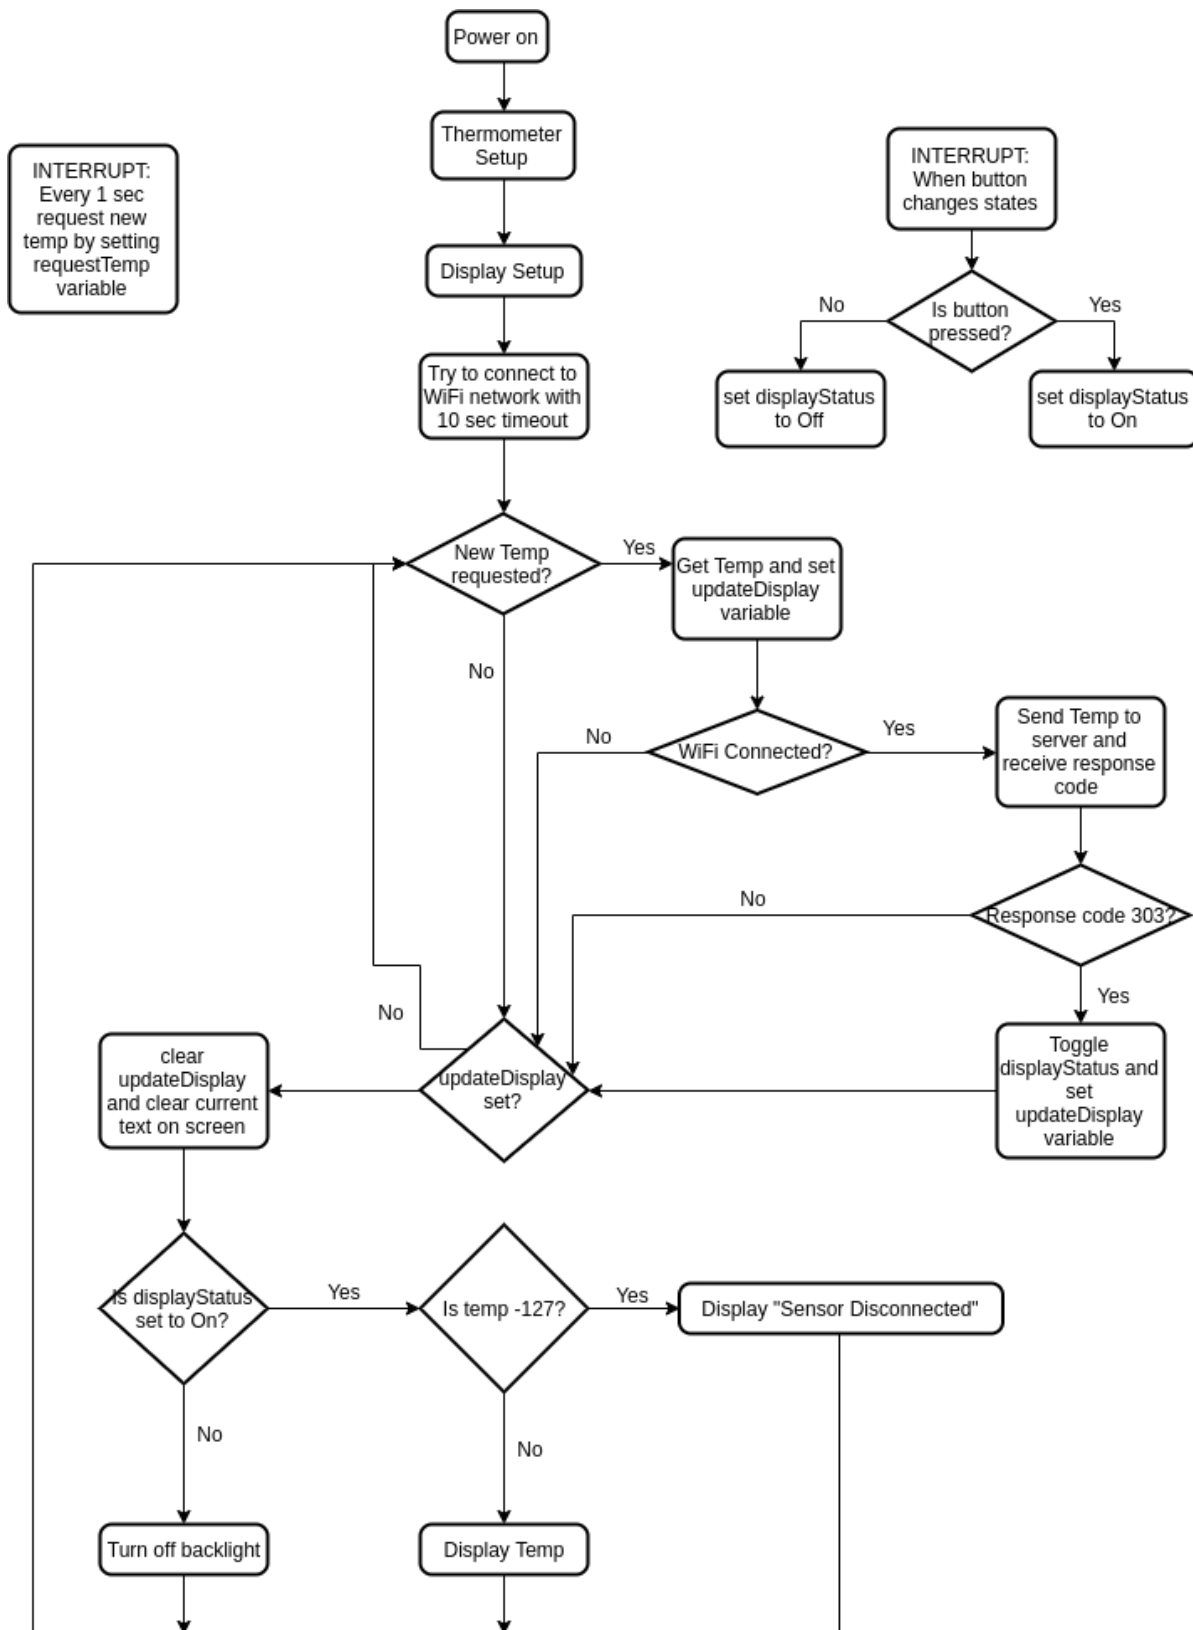 Power on
Thermometer
Setup
INTERRUPT:
Every 1 sec
request new
temp by setting
requestTemp
variable
INTERRUPT:
When button
changes states
Display Setup
No
Is button
pressed?
Yes
Try to connect to
WiFi network with
10 sec timeout
set displayStatus
to Off
set displayStatus
to On
New Temp
requested?
Yes
Get Temp and set
updateDisplay
variable
No
No
WiFi Connected?
Yes
Send Temp to
server and
receive response
code
No
Response code 303?
Yes
No
clear
updateDisplay
and clear current
text on screen
updateDisplay
set?
Toggle
displayStatus and
set
updateDisplay
variable
Is displayStatus
set to On?
Yes
Is temp -127?
Yes
Display "Sensor Disconnected"
No
No
Turn off backlight
Display Temp